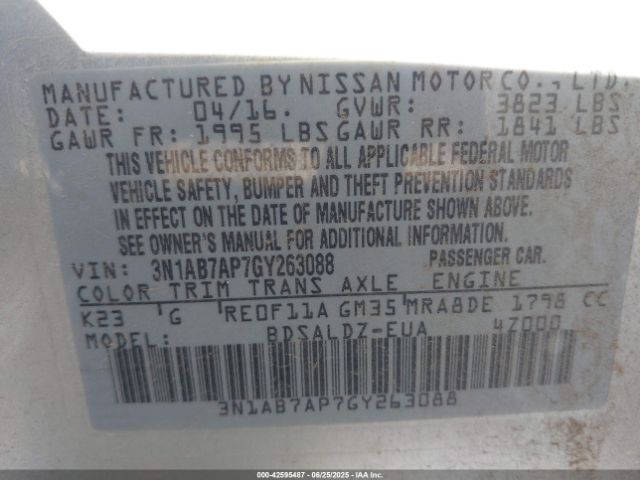 MANUFACTURED BY NISSAN MOTOR CO., LTD.
DATE: 04/16. GVWR: 3823 LBS
GAWR FR: 1995 LBS GAWR RR: 1841 LBS
THIS VEHICLE CONFORMS TO ALL APPLICABLE FEDERAL MOTOR
VEHICLE SAFETY, BUMPER AND THEFT PREVENTION STANDARDS
IN EFFECT ON THE DATE OF MANUFACTURE SHOWN ABOVE.
SEE OWNER'S MANUAL FOR ADDITIONAL INFORMATION.
VIN: 3N1AB7AP7GY263088 PASSENGER CAR.
COLOR TRIM TRANS AXLE ENGINE
K23 G RE0F11A GM35 MRA8DE 1798 CC
MODEL: BDSALDZ-EUA 4Z000
3N1AB7AP7GY263088
000-42595487 - 06/25/2025 - IAAI.COM